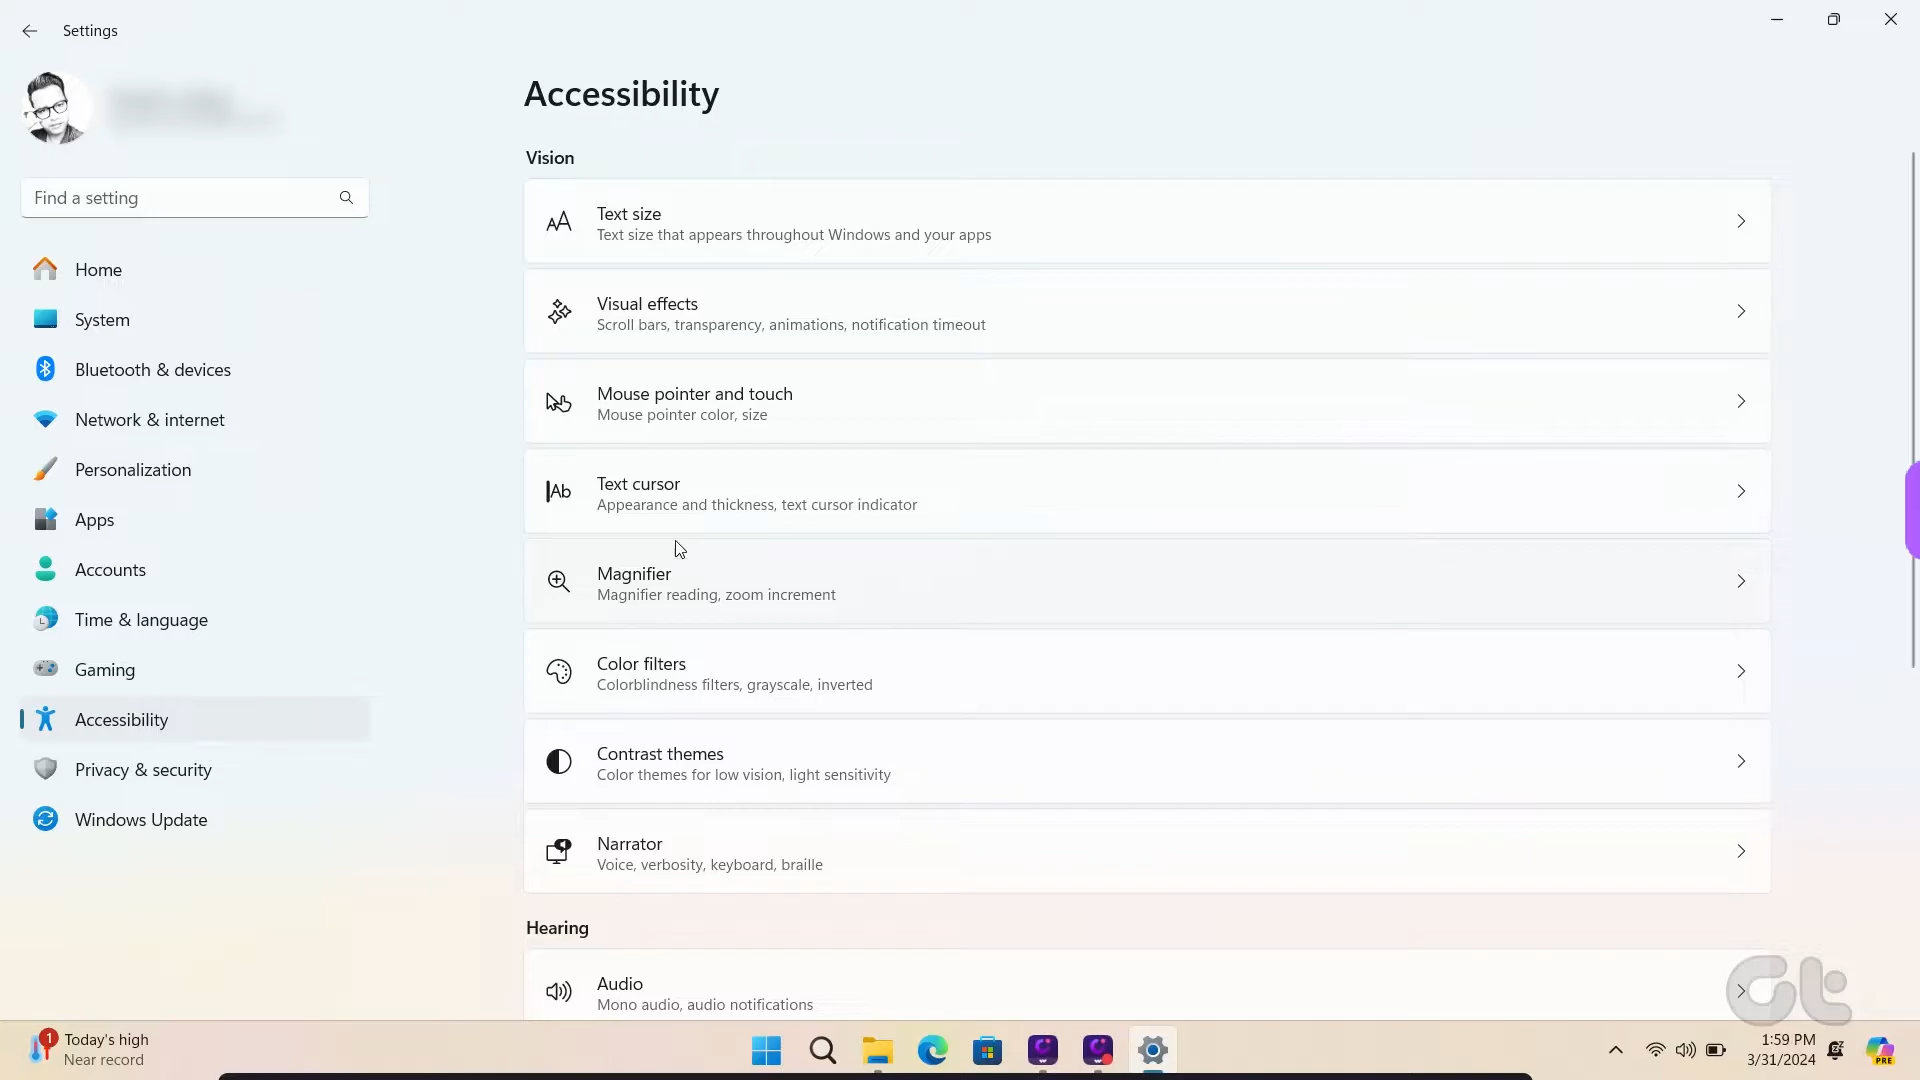 Settings
Find a setting
Home
System
Bluetooth & devices
Network & internet
Personalization
Apps
Accounts
Time & language
Gaming
Accessibility
Privacy & security
Windows Update
Accessibility
Vision
Text size
Text size that appears throughout Windows and your apps
Visual effects
Scroll bars, transparency, animations, notification timeout
Mouse pointer and touch
Mouse pointer color, size
Ab
Text cursor
Appearance and thickness, text cursor indicator
Magnifier
Magnifier reading, zoom increment
Color filters
Colorblindness filters, grayscale, inverted
Contrast themes
Color themes for low vision, light sensitivity
Narrator
Voice, verbosity, keyboard, braille
Hearing
Audio
Mono audio, audio notifications
1
Today's high
Near record
1:59 PM
3/31/2024
PRE